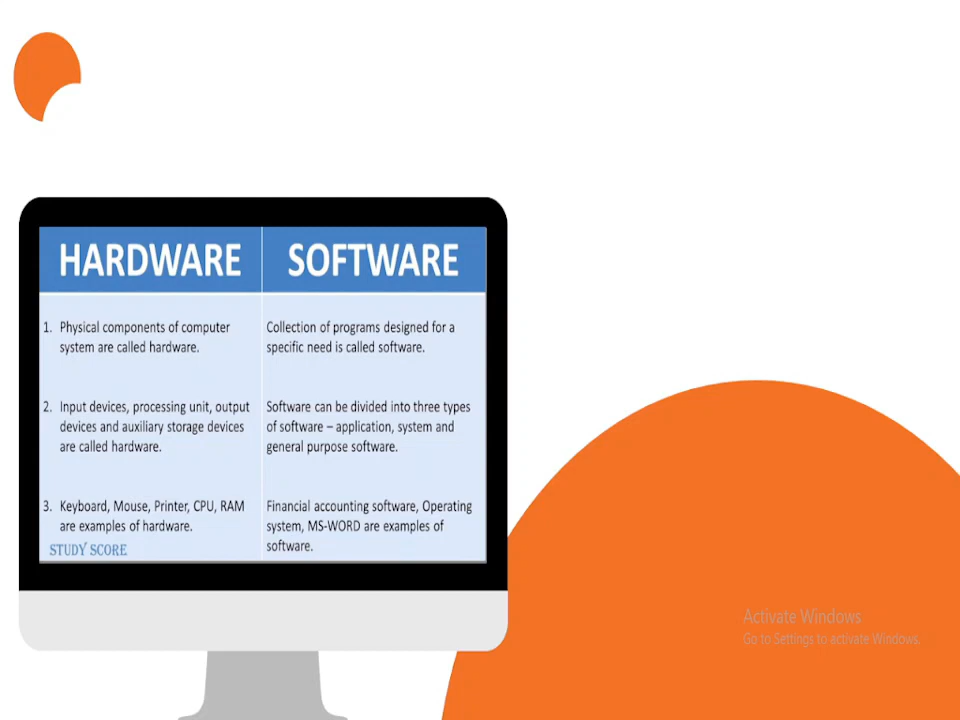 HARDWARE
SOFTWARE
1. Physical components of computer
system are called hardware.
Collection of programs designed for a
specific need is called software.
2. Input devices, processing unit, output
devices and auxiliary storage devices
are called hardware.
Software can be divided into three types
of software – application, system and
general purpose software.
3. Keyboard, Mouse, Printer, CPU, RAM
are examples of hardware.
Financial accounting software, Operating
system, MS-WORD are examples of
software.
STUDY SCORE
Activate Windows
Go to Settings to activate Windows.